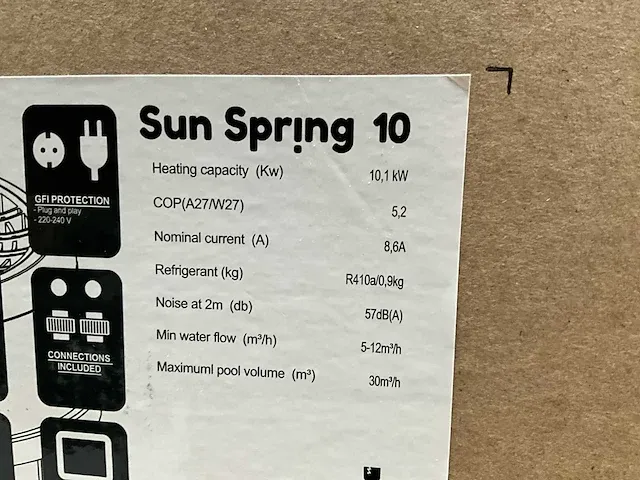 Sun Spring 10
GFI PROTECTION
- Plug and play
- 220-240 V
CONNECTIONS
INCLUDED
Heating capacity (Kw) 10,1 kW
COP(A27/W27) 5,2
Nominal current (A) 8,6A
Refrigerant (kg) R410a/0,9kg
Noise at 2m (db) 57dB(A)
Min water flow (m³/h) 5-12m³/h
Maximuml pool volume (m³) 30m³/h